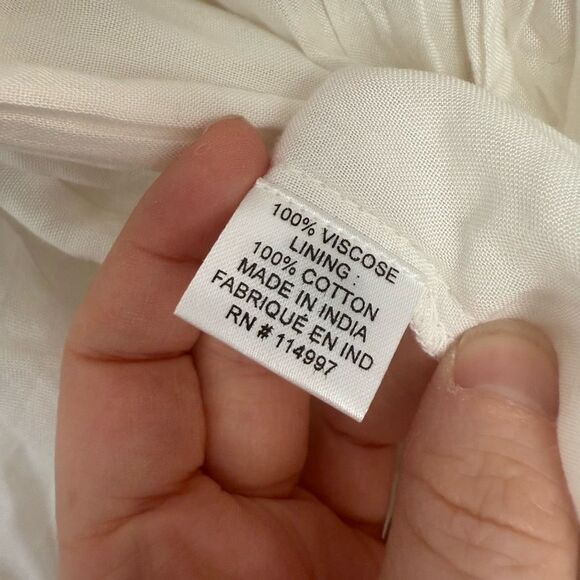 100% VISCOSE
LINING :
100% COTTON
MADE IN INDIA
FABRIQUÉ EN IND
RN # 114997